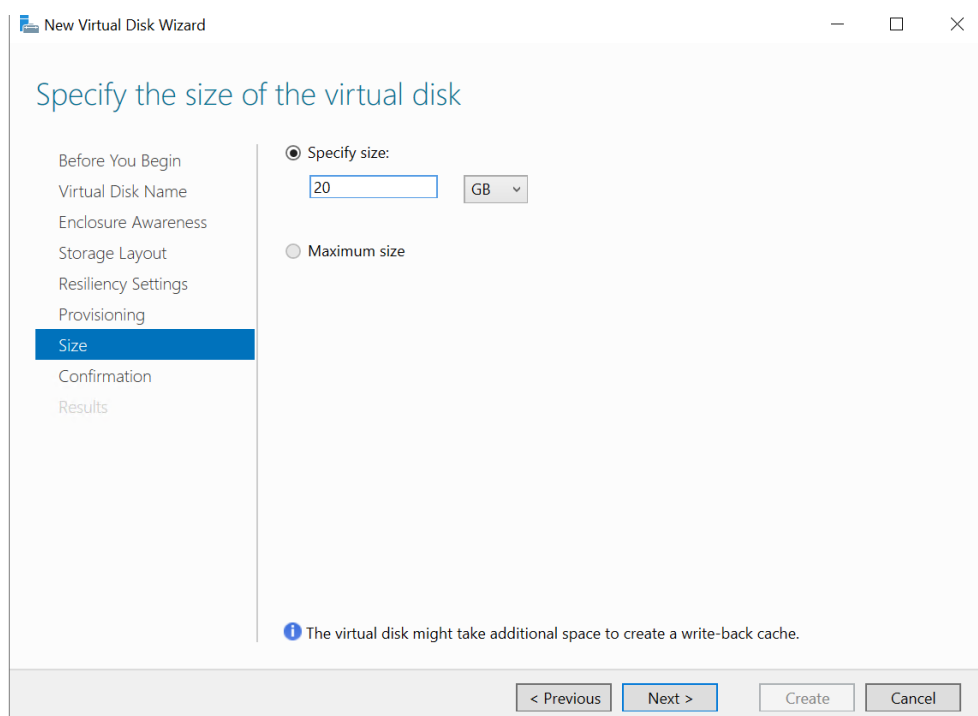 New Virtual Disk Wizard
Specify the size of the virtual disk
Before You Begin
Virtual Disk Name
Enclosure Awareness
Storage Layout
Resiliency Settings
Provisioning
Size
Confirmation
Results
Specify size:
20 GB
Maximum size
The virtual disk might take additional space to create a write-back cache.
< Previous Next > Create Cancel